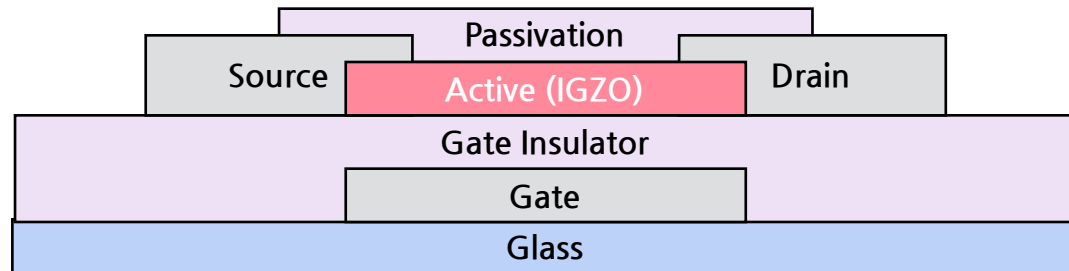 Passivation
Source
Drain
Active (IGZO)
Gate Insulator
Gate
Glass